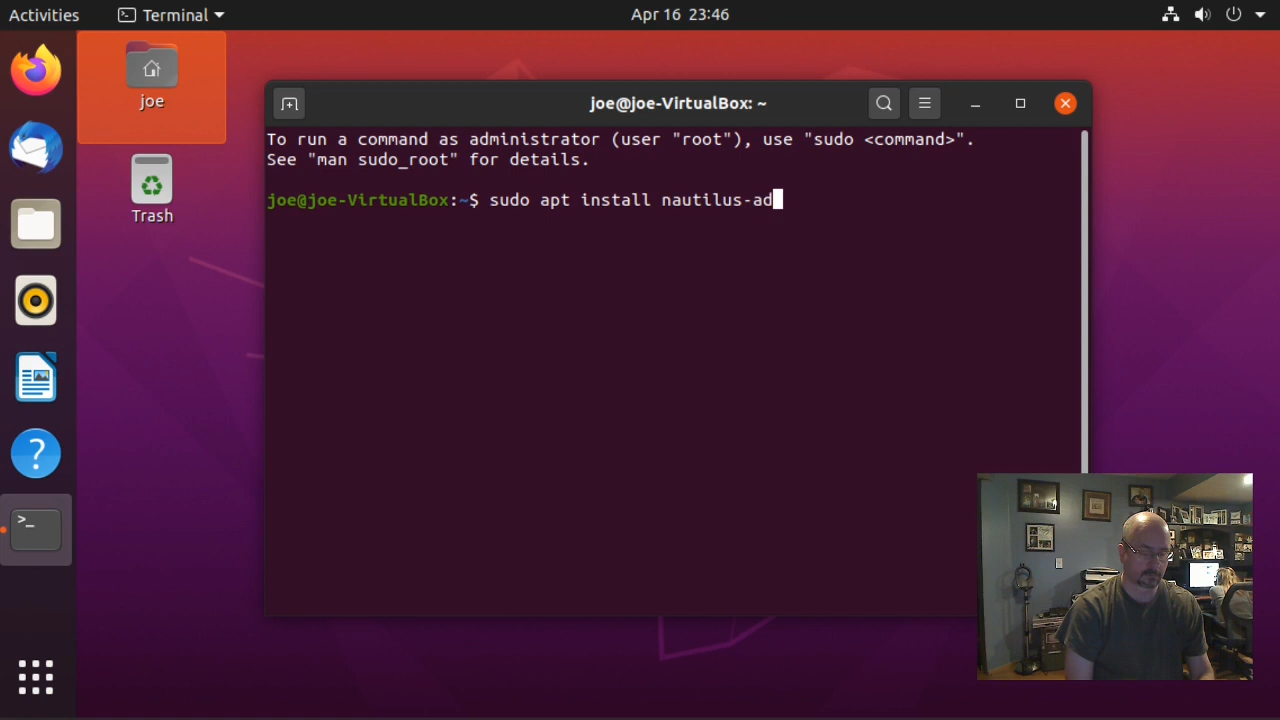 Activities
Terminal
Apr 16 23:46
joe
Trash
joe@joe-VirtualBox: ~
To run a command as administrator (user "root"), use "sudo <command>".
See "man sudo_root" for details.
joe@joe-VirtualBox:~$ sudo apt install nautilus-ad